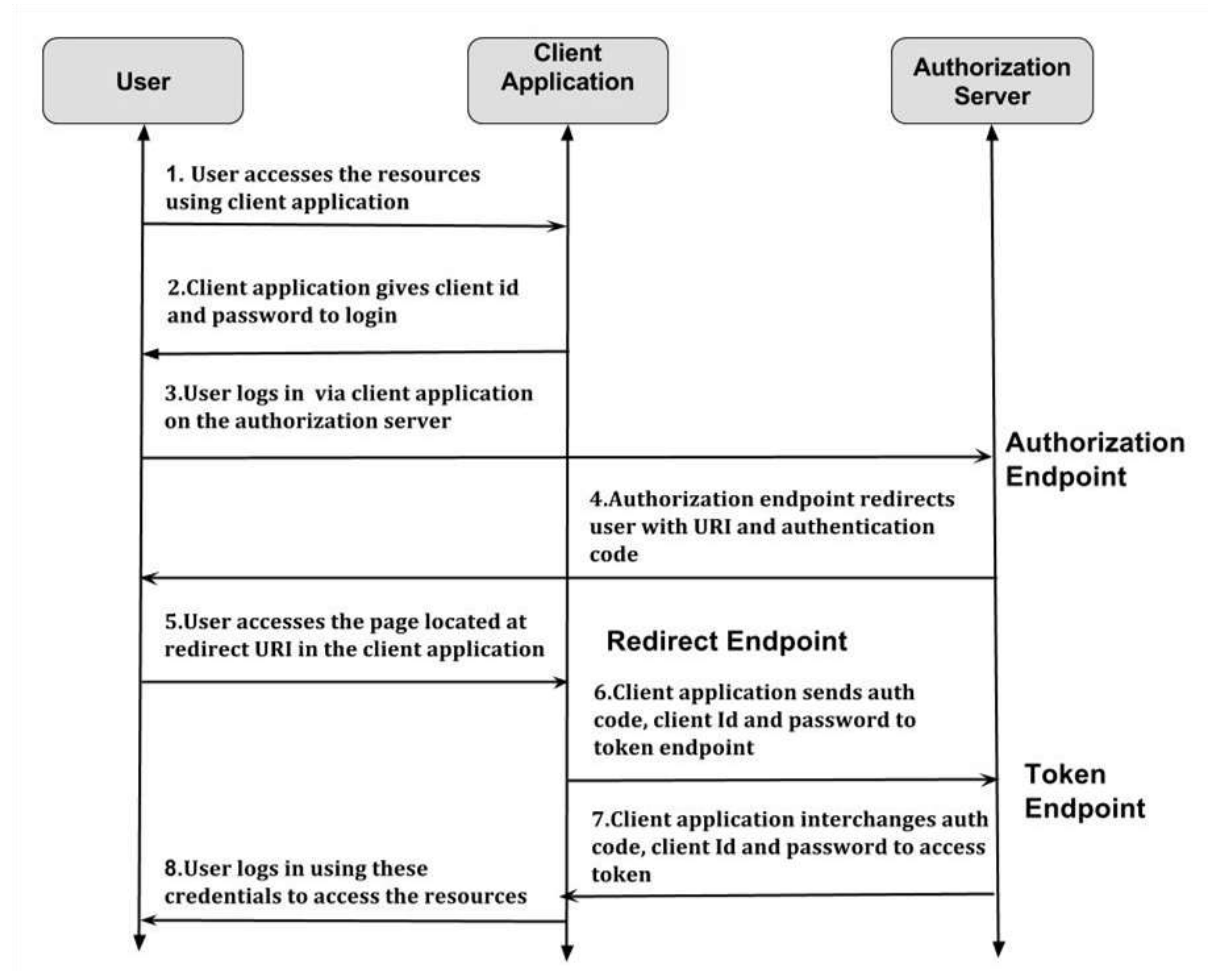 User
Client
Application
Authorization
Server
1. User accesses the resources
using client application
2.Client application gives client id
and password to login
3.User logs in via client application
on the authorization server
Authorization
Endpoint
4.Authorization endpoint redirects
user with URI and authentication
code
5.User accesses the page located at
redirect URI in the client application
Redirect Endpoint
6.Client application sends auth
code, client Id and password to
token endpoint
Token
Endpoint
7.Client application interchanges auth
code, client Id and password to access
token
8.User logs in using these
credentials to access the resources